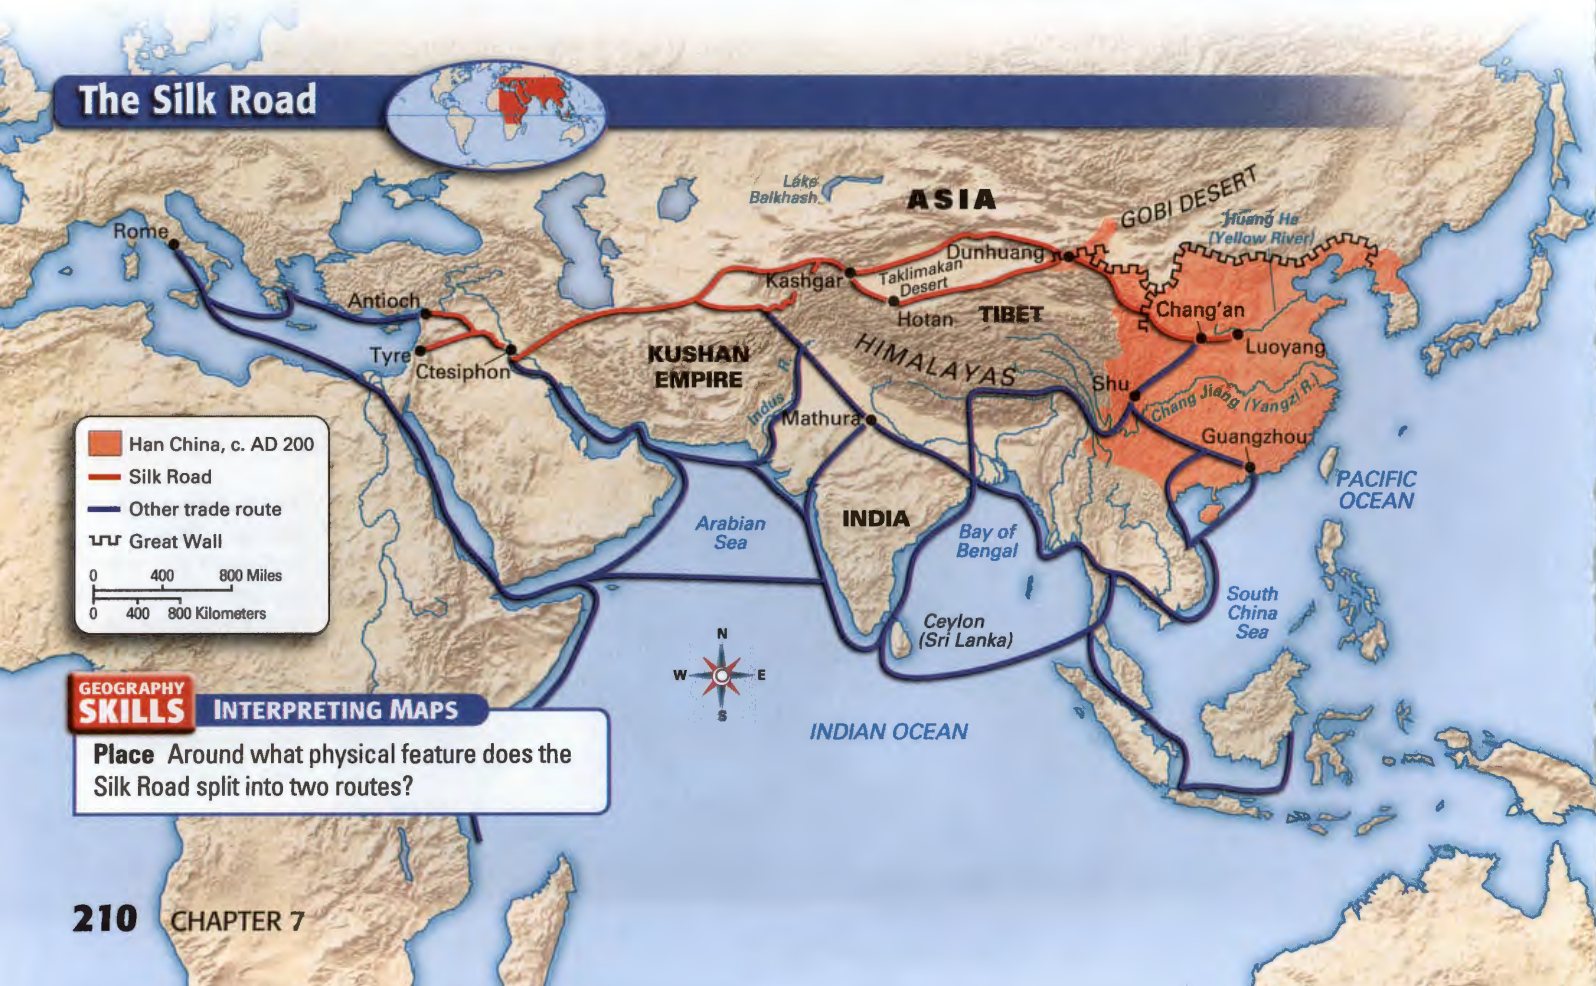 The Silk Road
Lake
Balkhash
ASIA
GOBI DESERT
Huang He
(Yellow River)
Rome
Dunhuang
Kashgar
Taklimakan
Desert
Antioch
Hotan
TIBET
Chang'an
Luoyang
Tyre
Ctesiphon
KUSHAN
EMPIRE
HIMALAYAS
Shu
Chang Jiang (Yangzi R.)
Indus R.
Mathura
Guangzhou
Han China, c. AD 200
Silk Road
Other trade route
Great Wall
0 400 800 Miles
0 400 800 Kilometers
PACIFIC
OCEAN
Arabian
Sea
INDIA
Bay of
Bengal
South
China
Sea
Ceylon
(Sri Lanka)
N
W E
S
INDIAN OCEAN
GEOGRAPHY
SKILLS
INTERPRETING MAPS
Place Around what physical feature does the
Silk Road split into two routes?
210 CHAPTER 7